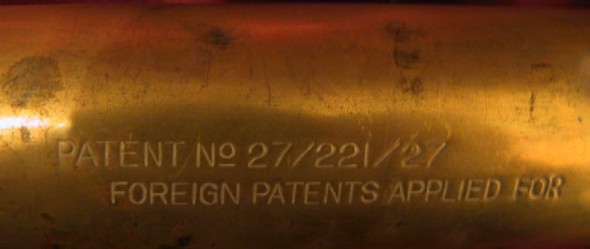 PATENT Nº 27/221/27
FOREIGN PATENTS APPLIED FOR